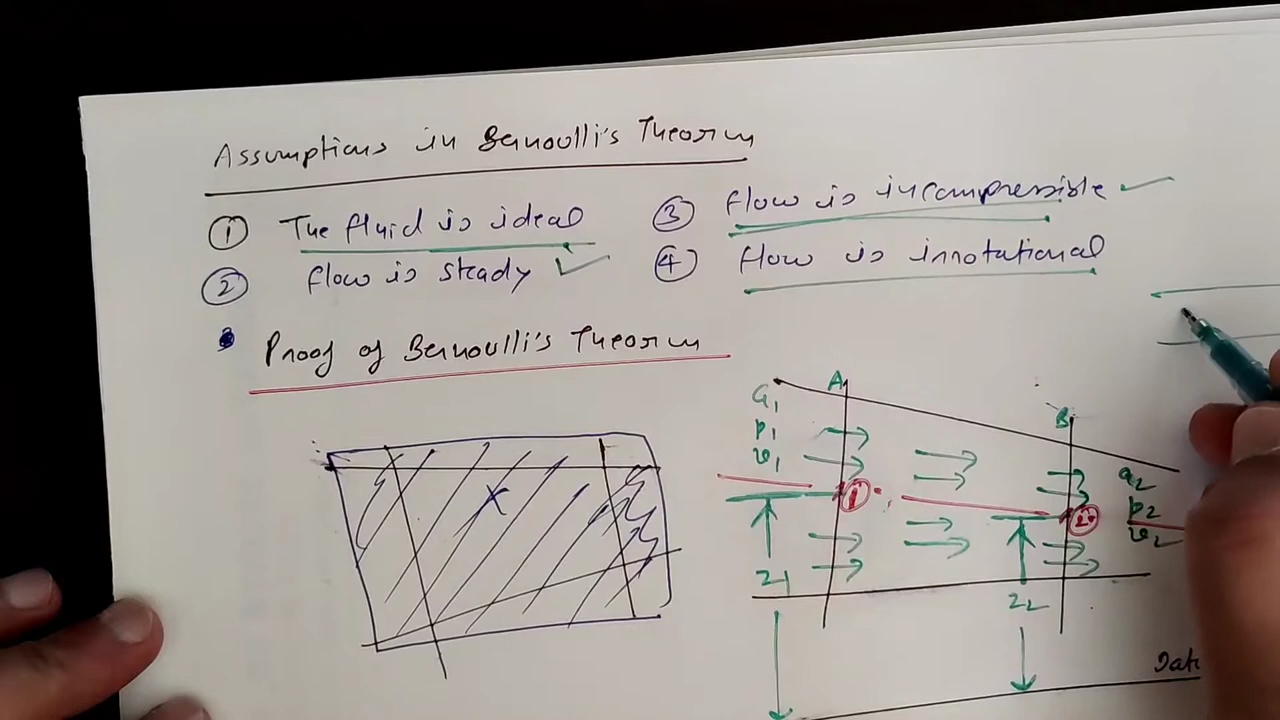 Assumptions in Bernoulli's Theorem
① The fluid is ideal
② flow is steady ✓
③ flow is incompressible ✓
④ flow is irrotational
Proof of Bernoulli's Theorem
a₁
p₁
v₁
A
①
z₁
B
②
z₂
a₂
p₂
v₂
Dat